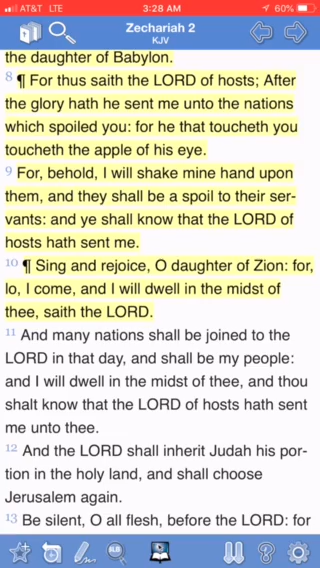 AT&T LTE 3:28 AM 60%
Zechariah 2
KJV
the daughter of Babylon.
8 ¶ For thus saith the LORD of hosts; After
the glory hath he sent me unto the nations
which spoiled you: for he that toucheth you
toucheth the apple of his eye.
9 For, behold, I will shake mine hand upon
them, and they shall be a spoil to their ser-
vants: and ye shall know that the LORD of
hosts hath sent me.
10 ¶ Sing and rejoice, O daughter of Zion: for,
lo, I come, and I will dwell in the midst of
thee, saith the LORD.
11 And many nations shall be joined to the
LORD in that day, and shall be my people:
and I will dwell in the midst of thee, and thou
shalt know that the LORD of hosts hath sent
me unto thee.
12 And the LORD shall inherit Judah his por-
tion in the holy land, and shall choose
Jerusalem again.
13 Be silent, O all flesh, before the LORD: for
BLB